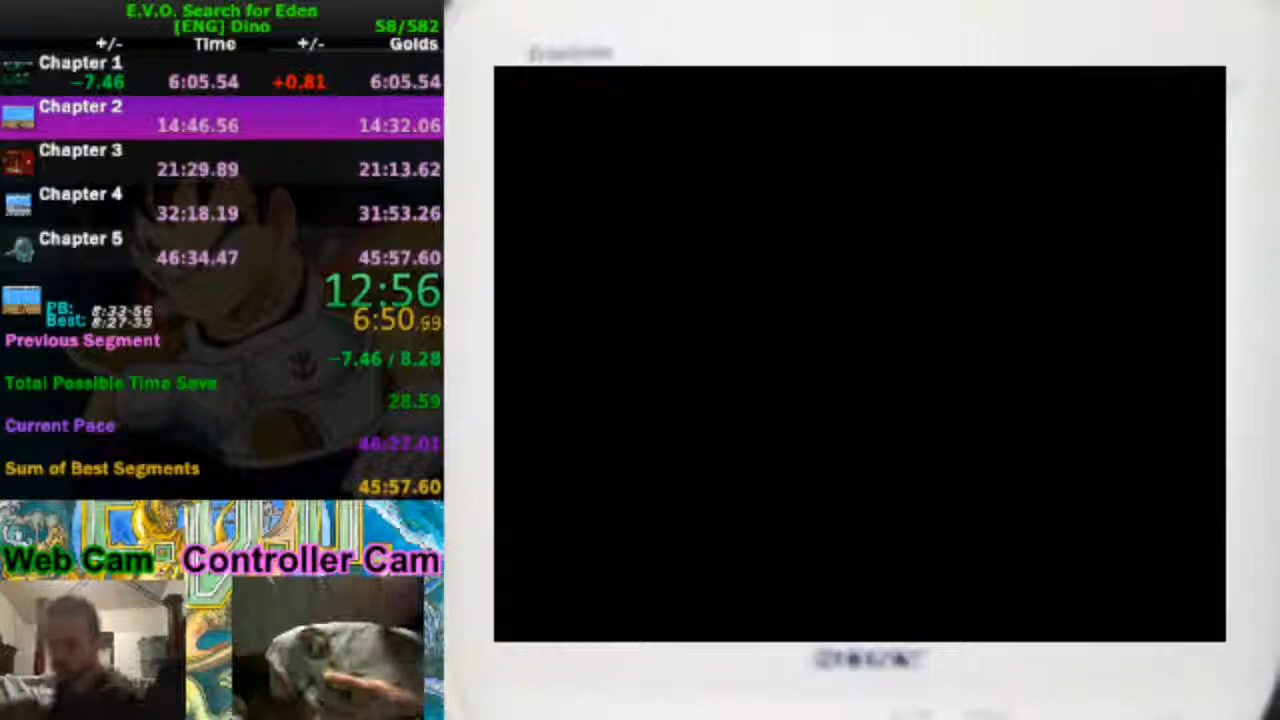 E.V.O. Search for Eden
[ENG] Dino 58/582
+/- Time +/- Golds
Chapter 1
-7.46 6:05.54 +0.81 6:05.54
Chapter 2
14:46.56 14:32.06
Chapter 3
21:29.89 21:13.62
Chapter 4
32:18.19 31:53.26
Chapter 5
46:34.47 45:57.60
12:56
PB: 8:33.56
Best: 8:27.33
6:50.99
Previous Segment
-7.46 / 8.28
Total Possible Time Save
28.59
Current Pace
46:27.01
Sum of Best Segments
45:57.60
Web Cam Controller Cam